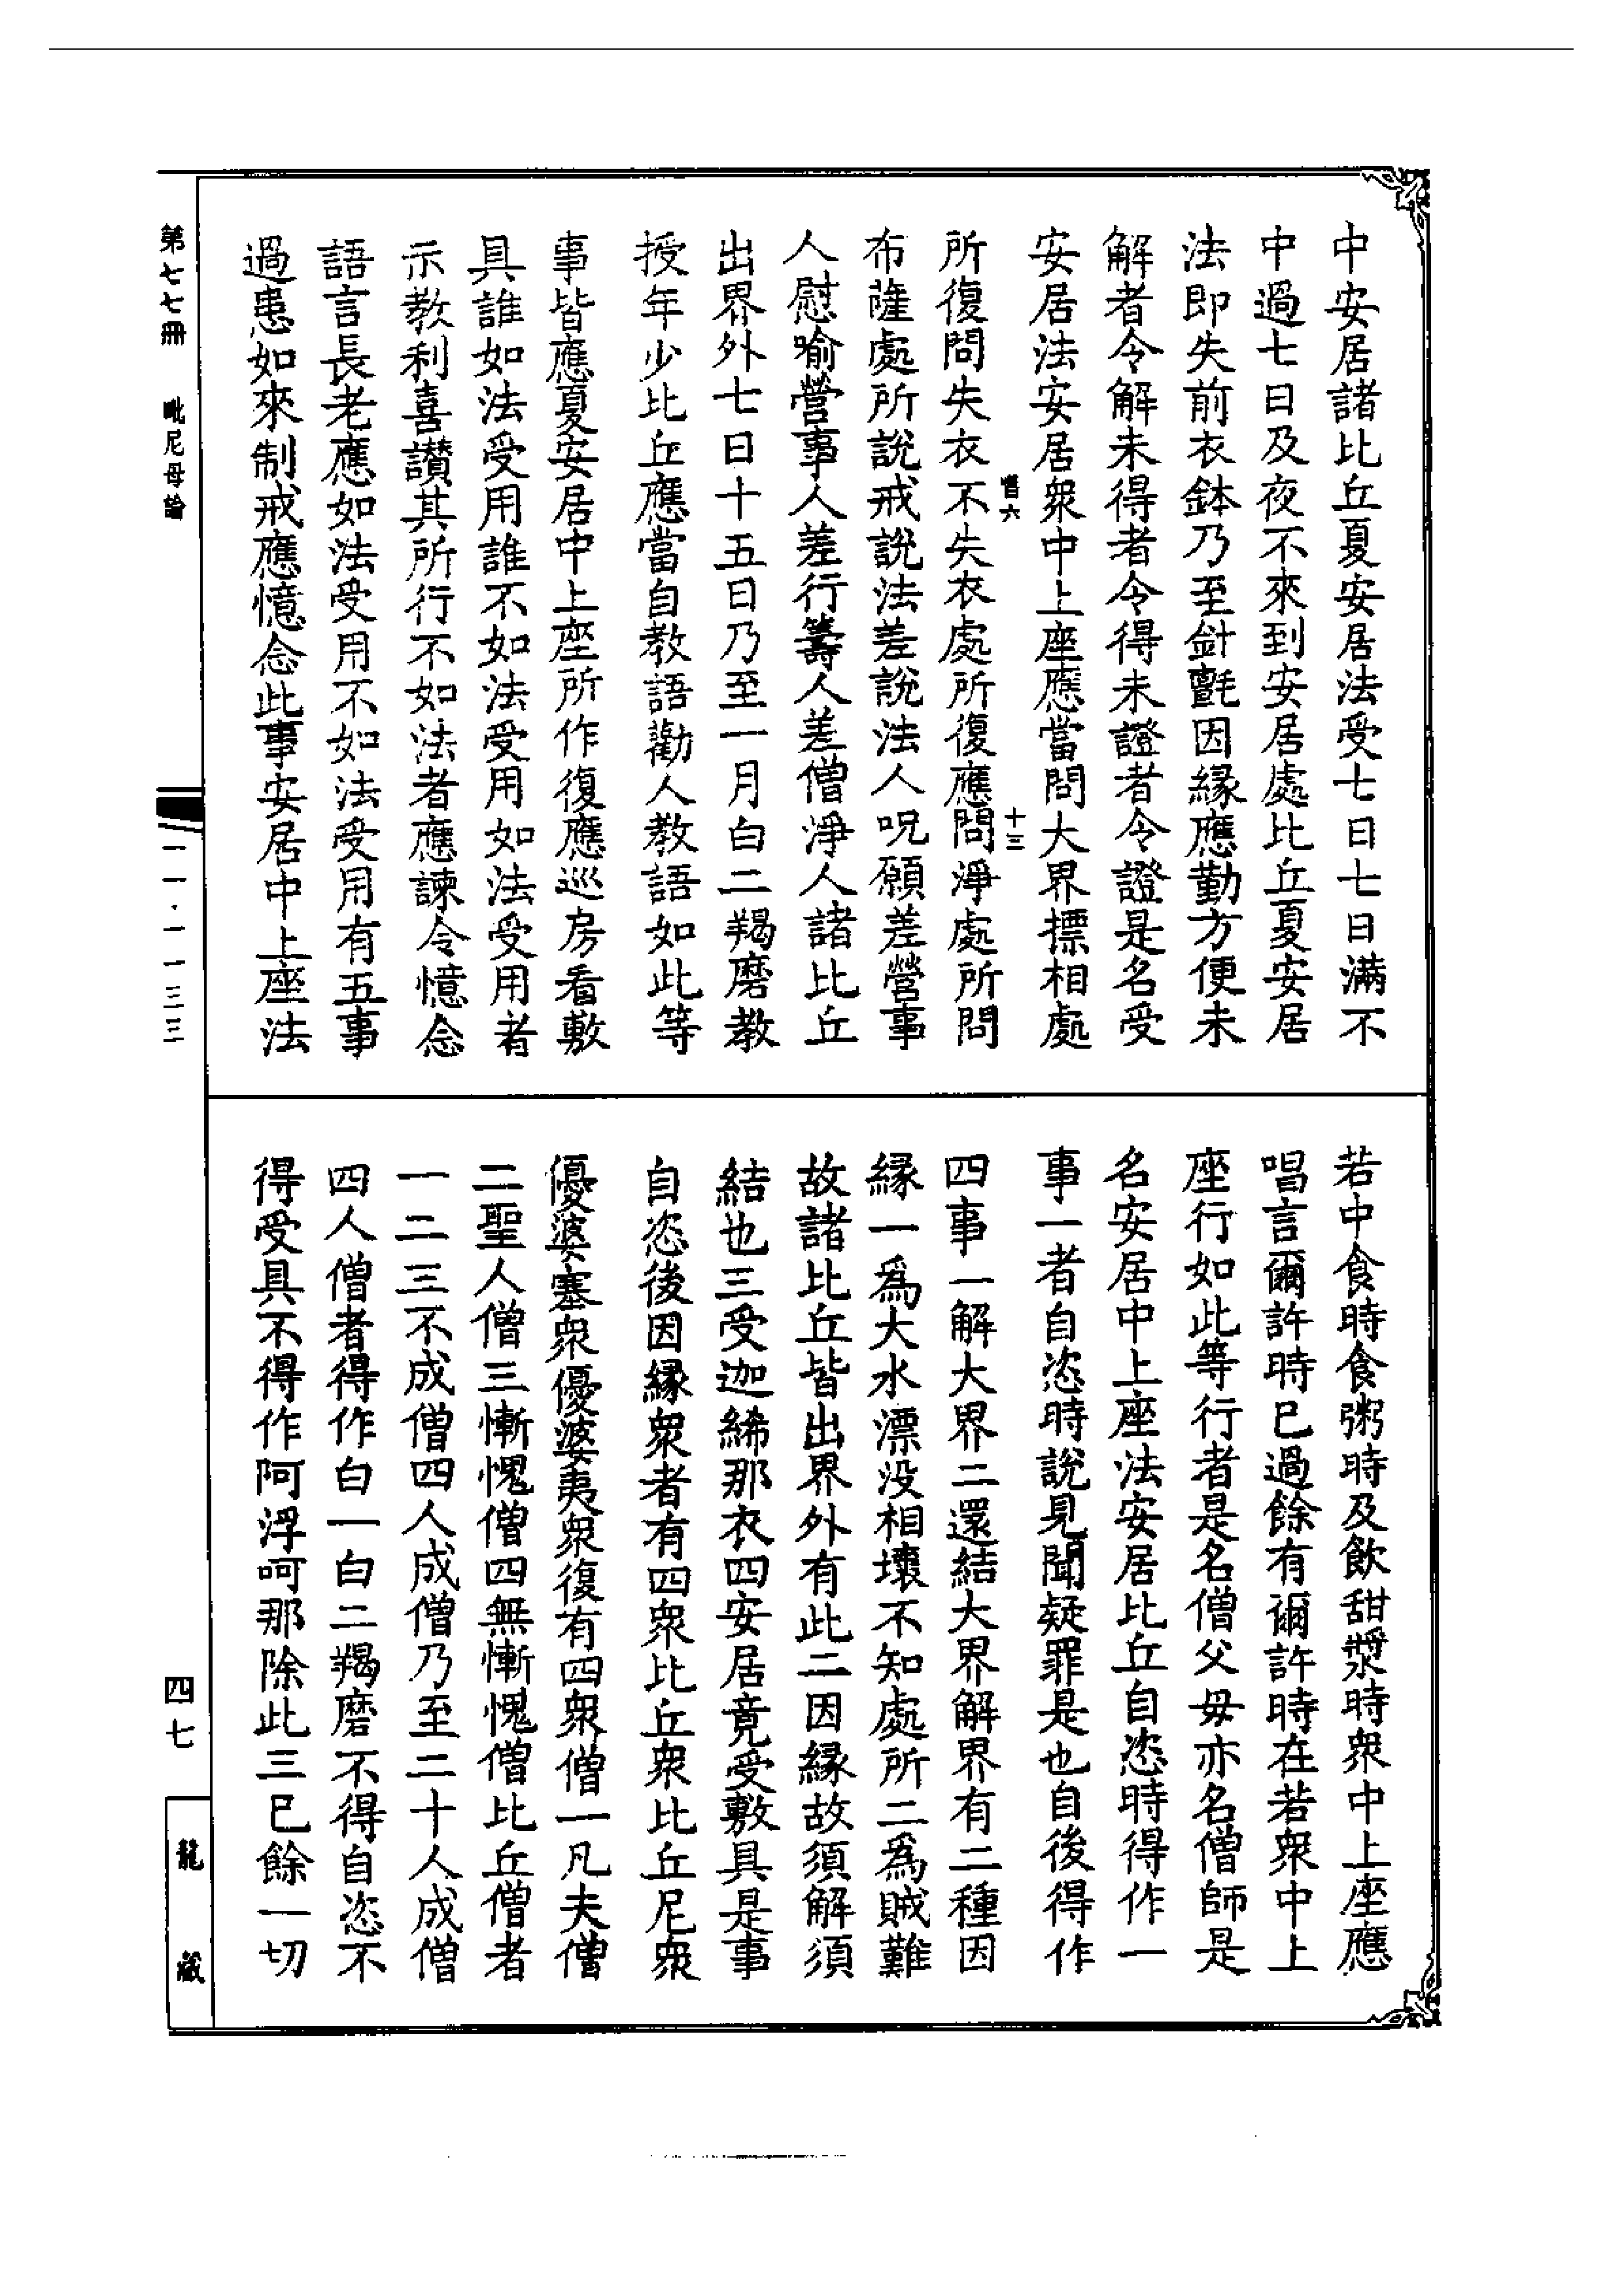 中安居諸比丘夏安居法受七日七日滿不
中過七日及夜不來到安居處比丘夏安居
法即失前衣鉢乃至針氈因緣應勤方便未
解者令解未得者令得未證者令證是名受
安居法安居衆中上座應當問大界摽相處
所復問失衣不失衣處所復應問淨處所問
布薩處所說戒說法差說法人呪願差營事
人慰喻營事人差行籌人差僧淨人諸比丘
出界外七日十五日乃至一月白二羯磨教
授年少比丘應當自教語勸人教語如此等
事皆應夏安居中上座所作復應巡房看敷
具誰如法受用誰不如法受用如法受用者
示教利喜讚其所行不如法者應諫令憶念
語言長老應如法受用不如法受用有五事
過患如來制戒應憶念此事安居中上座法
若中食時食粥時及飲甜漿時衆中上座應
唱言爾許時已過餘有爾許時在若衆中上
座行如此等行者是名僧父母亦名僧師是
名安居中上座法安居比丘自恣時得作一
事一者自恣時說見聞疑罪是也自後得作
四事一解大界二還結大界解界有二種因
緣一爲大水漂没相壞不知處所二爲賊難
故諸比丘皆出界外有此二因緣故須解須
結也三受迦絺那衣四安居竟受敷具是事
自恣後因緣衆者有四衆比丘衆比丘尼衆
優婆塞衆優婆夷衆復有四衆僧一凡夫僧
二聖人僧三慚愧僧四無慚愧僧比丘僧者
一二三不成僧四人成僧乃至二十人成僧
四人僧者得作白一白二羯磨不得自恣不
得受具不得作阿浮呵那除此三已餘一切
十三
第七七冊 毗尼母論
一一·一一三三
四七
龍藏